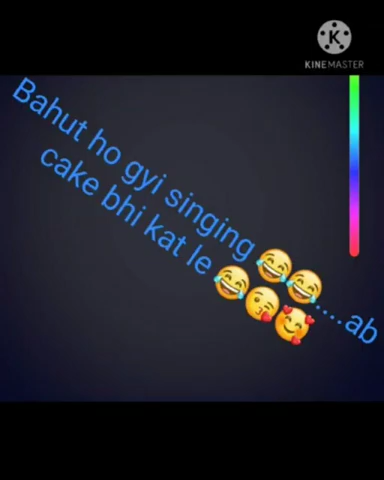 KINEMASTER
Bahut ho gyi singing 😂😂....ab
cake bhi kat le 😂😘🥰